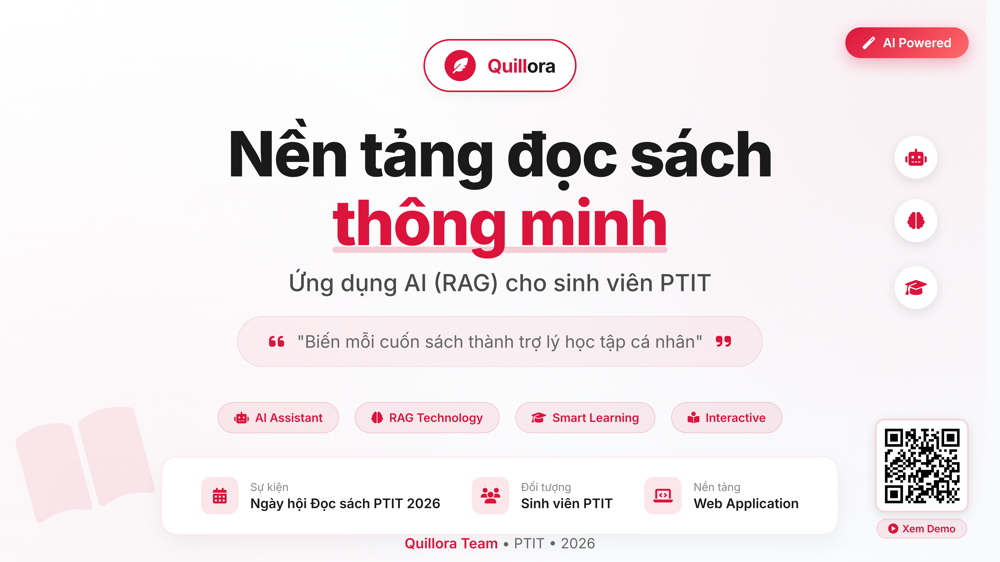 AI Powered
Quillora
Nền tảng đọc sách
thông minh
Ứng dụng AI (RAG) cho sinh viên PTIT
"Biến mỗi cuốn sách thành trợ lý học tập cá nhân"
AI Assistant
RAG Technology
Smart Learning
Interactive
Sự kiện
Ngày hội Đọc sách PTIT 2026
Đối tượng
Sinh viên PTIT
Nền tảng
Web Application
Xem Demo
Quillora Team • PTIT • 2026